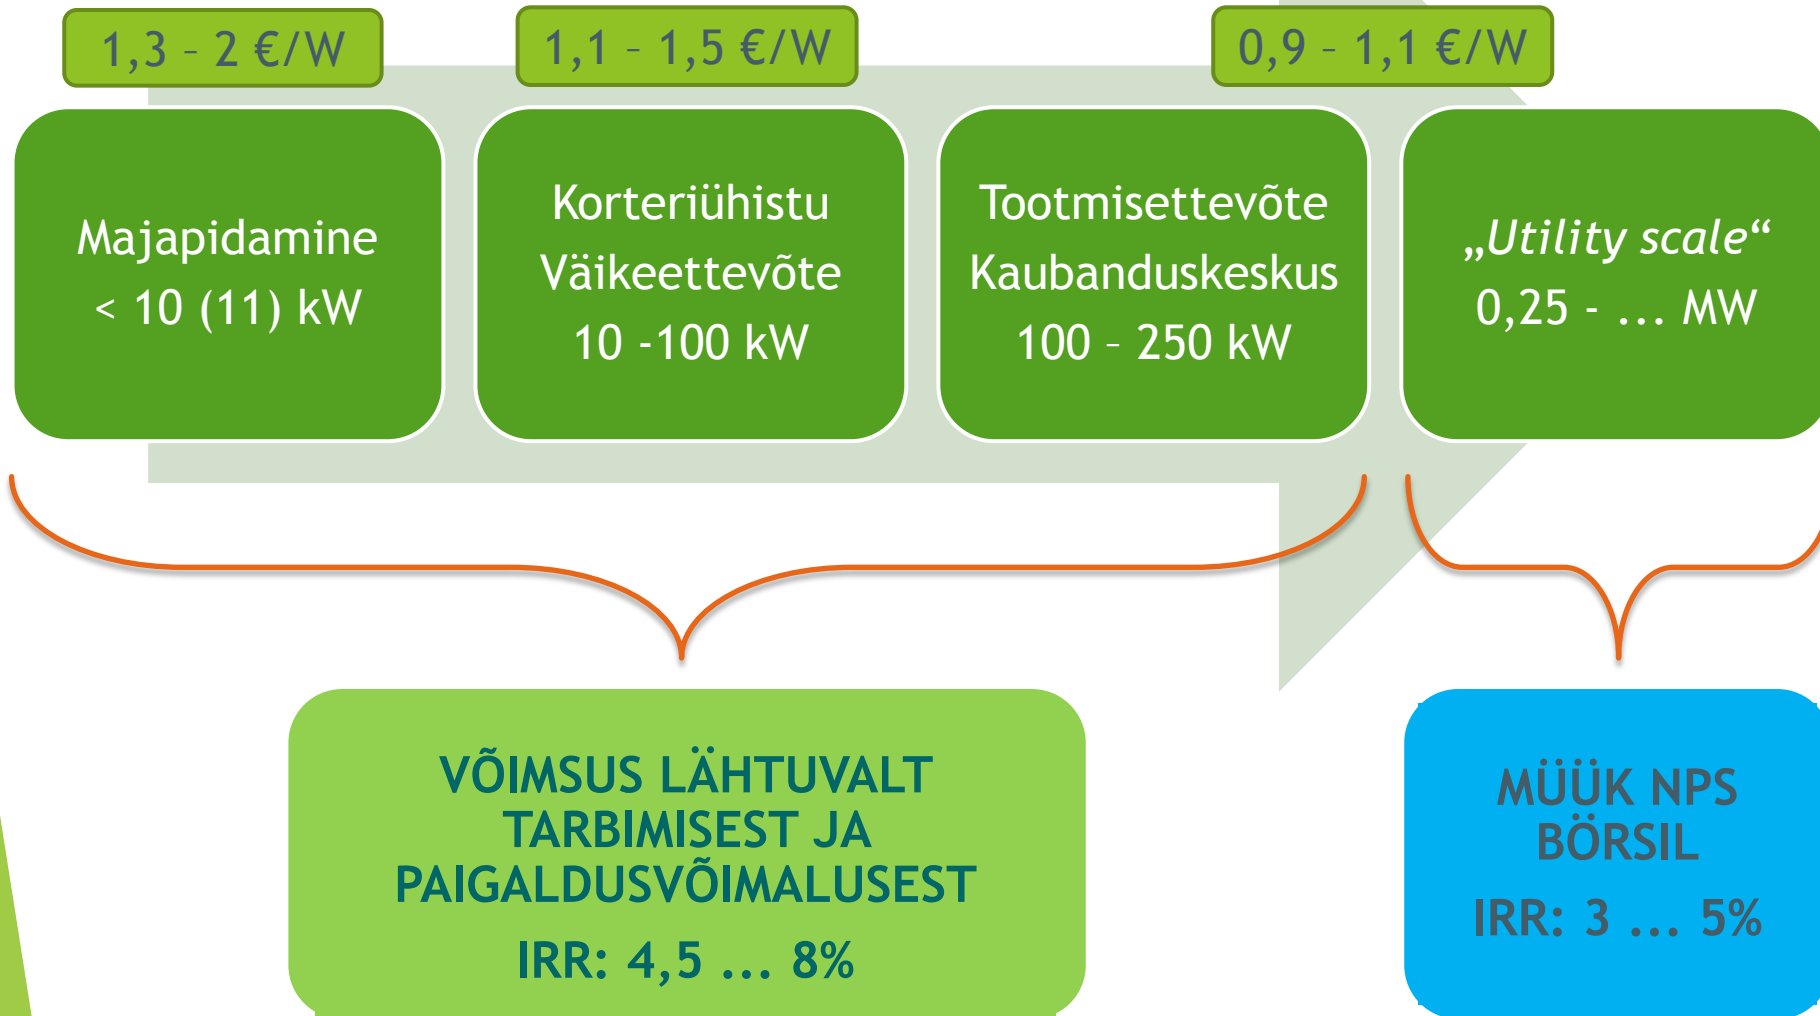 1,3 – 2 €/W
1,1 – 1,5 €/W
0,9 – 1,1 €/W
Majapidamine
< 10 (11) kW
Korteriühistu
Väikeettevõte
10 -100 kW
Tootmisettevõte
Kaubanduskeskus
100 – 250 kW
„Utility scale“
0,25 - ... MW
VÕIMSUS LÄHTUVALT
TARBIMISEST JA
PAIGALDUSVÕIMALUSEST
IRR: 4,5 ... 8%
MÜÜK NPS
BÖRSIL
IRR: 3 ... 5%